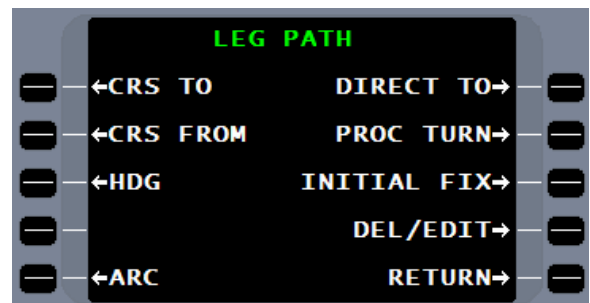 LEG PATH
←CRS TO DIRECT TO→
←CRS FROM PROC TURN→
←HDG INITIAL FIX→
DEL/EDIT→
←ARC RETURN→